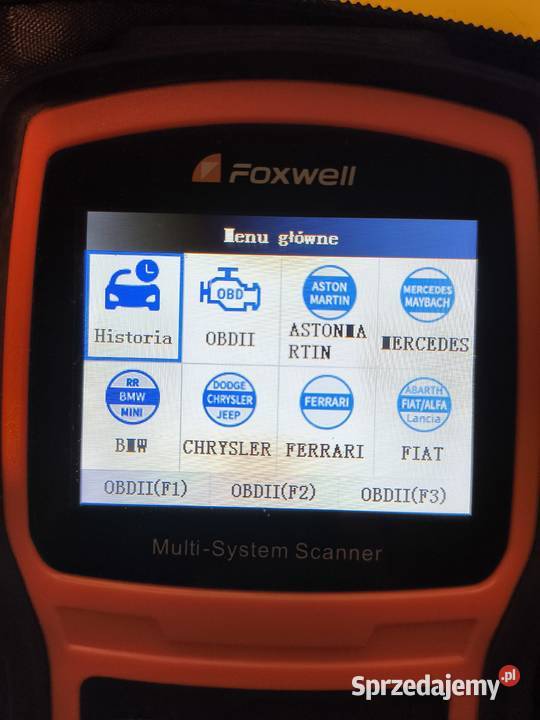 Foxwell
Menu główne
OBD
ASTON
MARTIN
MERCEDES
MAYBACH
Historia
OBDII
ASTONMA
RTIN
MERCEDES
RR
BMW
MINI
DODGE
CHRYSLER
JEEP
FERRARI
ABARTH
FIAT/ALFA
Lancia
BMW
CHRYSLER
FERRARI
FIAT
OBDII(F1) OBDII(F2) OBDII(F3)
Multi-System Scanner
Sprzedajemy.pl